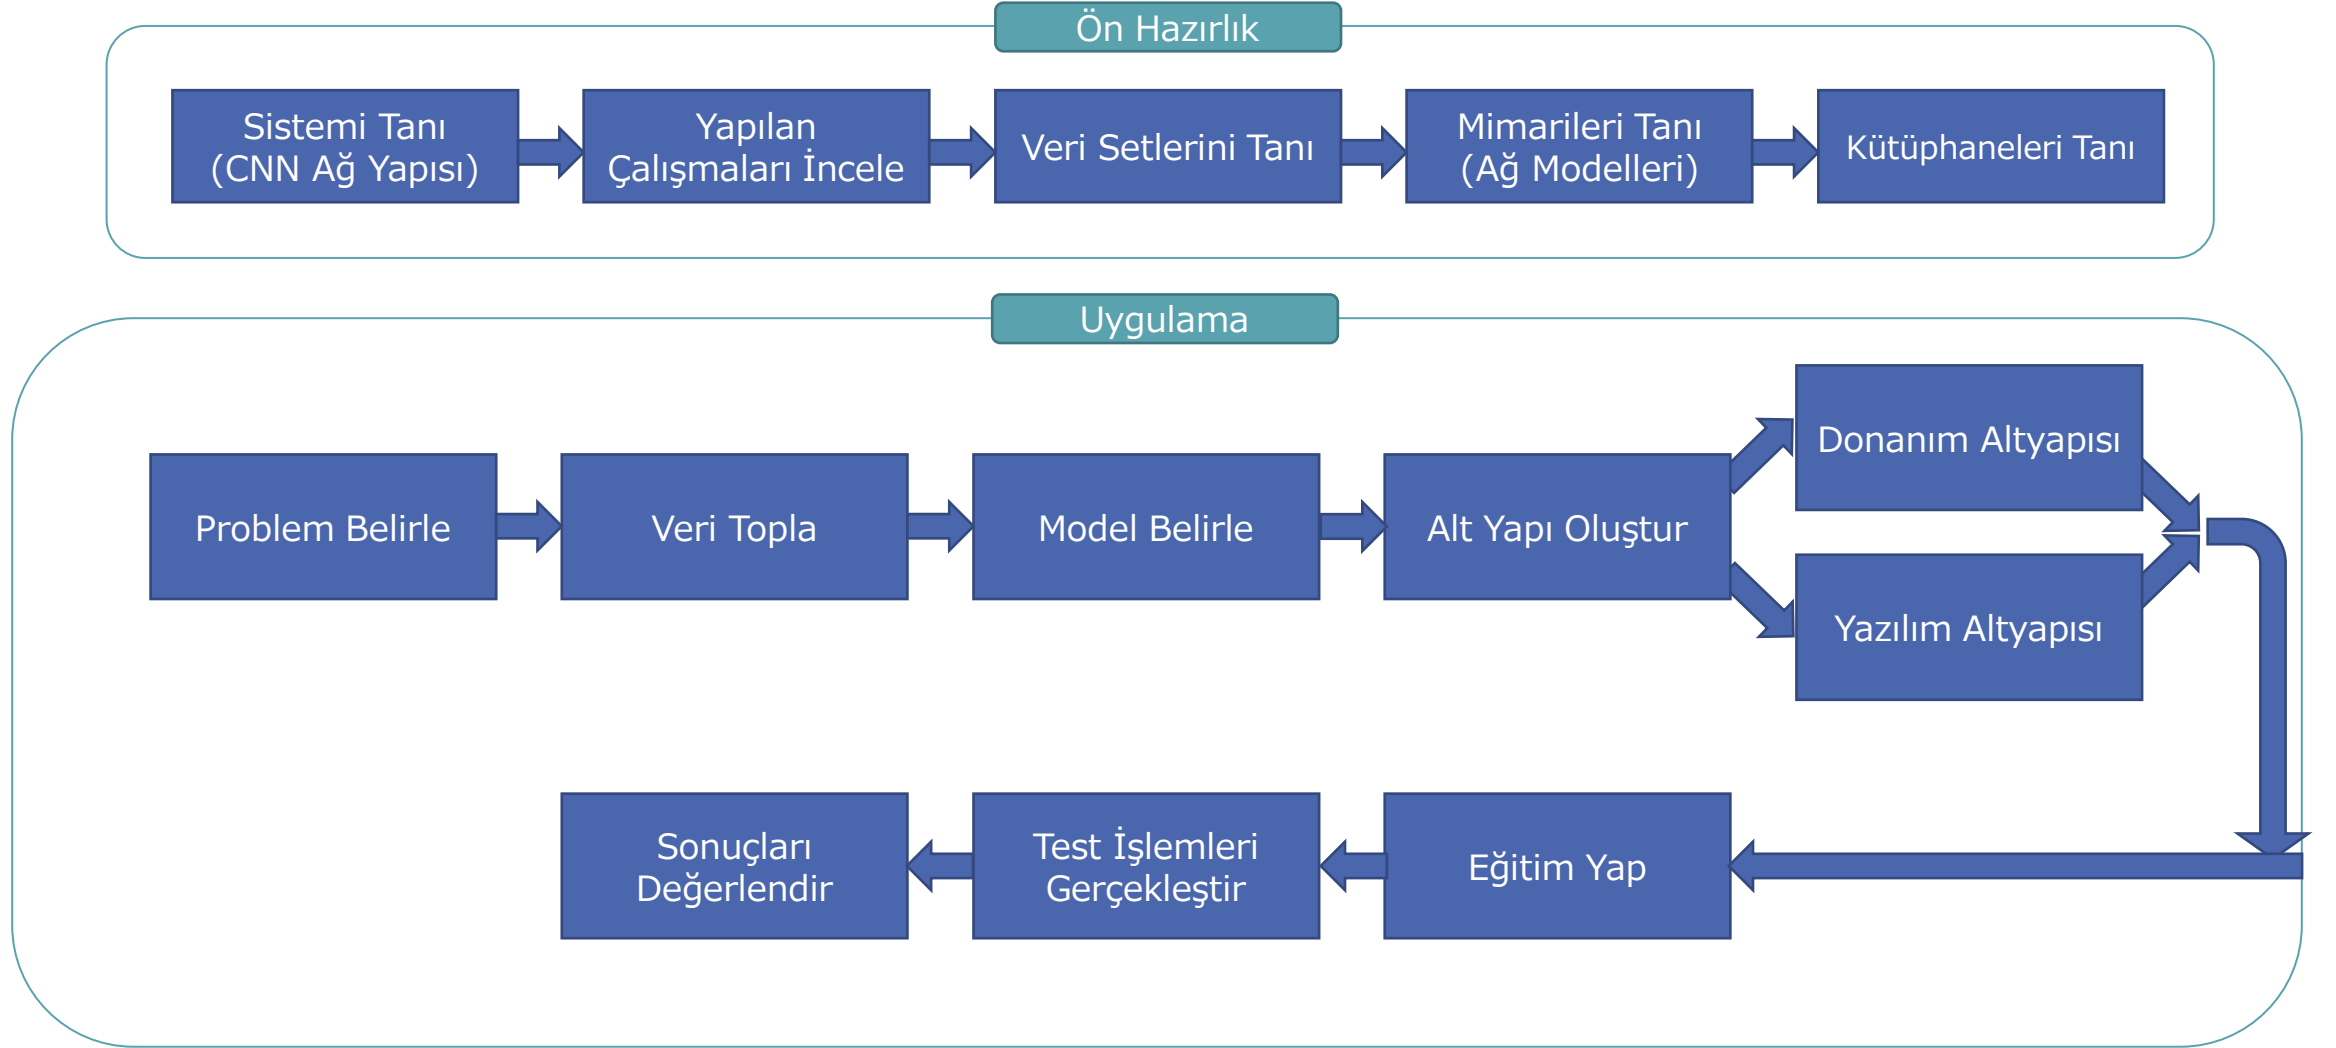 Ön Hazırlık
Sistemi Tanı
(CNN Ağ Yapısı)
Yapılan
Çalışmaları İncele
Veri Setlerini Tanı
Mimarileri Tanı
(Ağ Modelleri)
Kütüphaneleri Tanı
Uygulama
Problem Belirle
Veri Topla
Model Belirle
Alt Yapı Oluştur
Donanım Altyapısı
Yazılım Altyapısı
Eğitim Yap
Test İşlemleri
Gerçekleştir
Sonuçları
Değerlendir